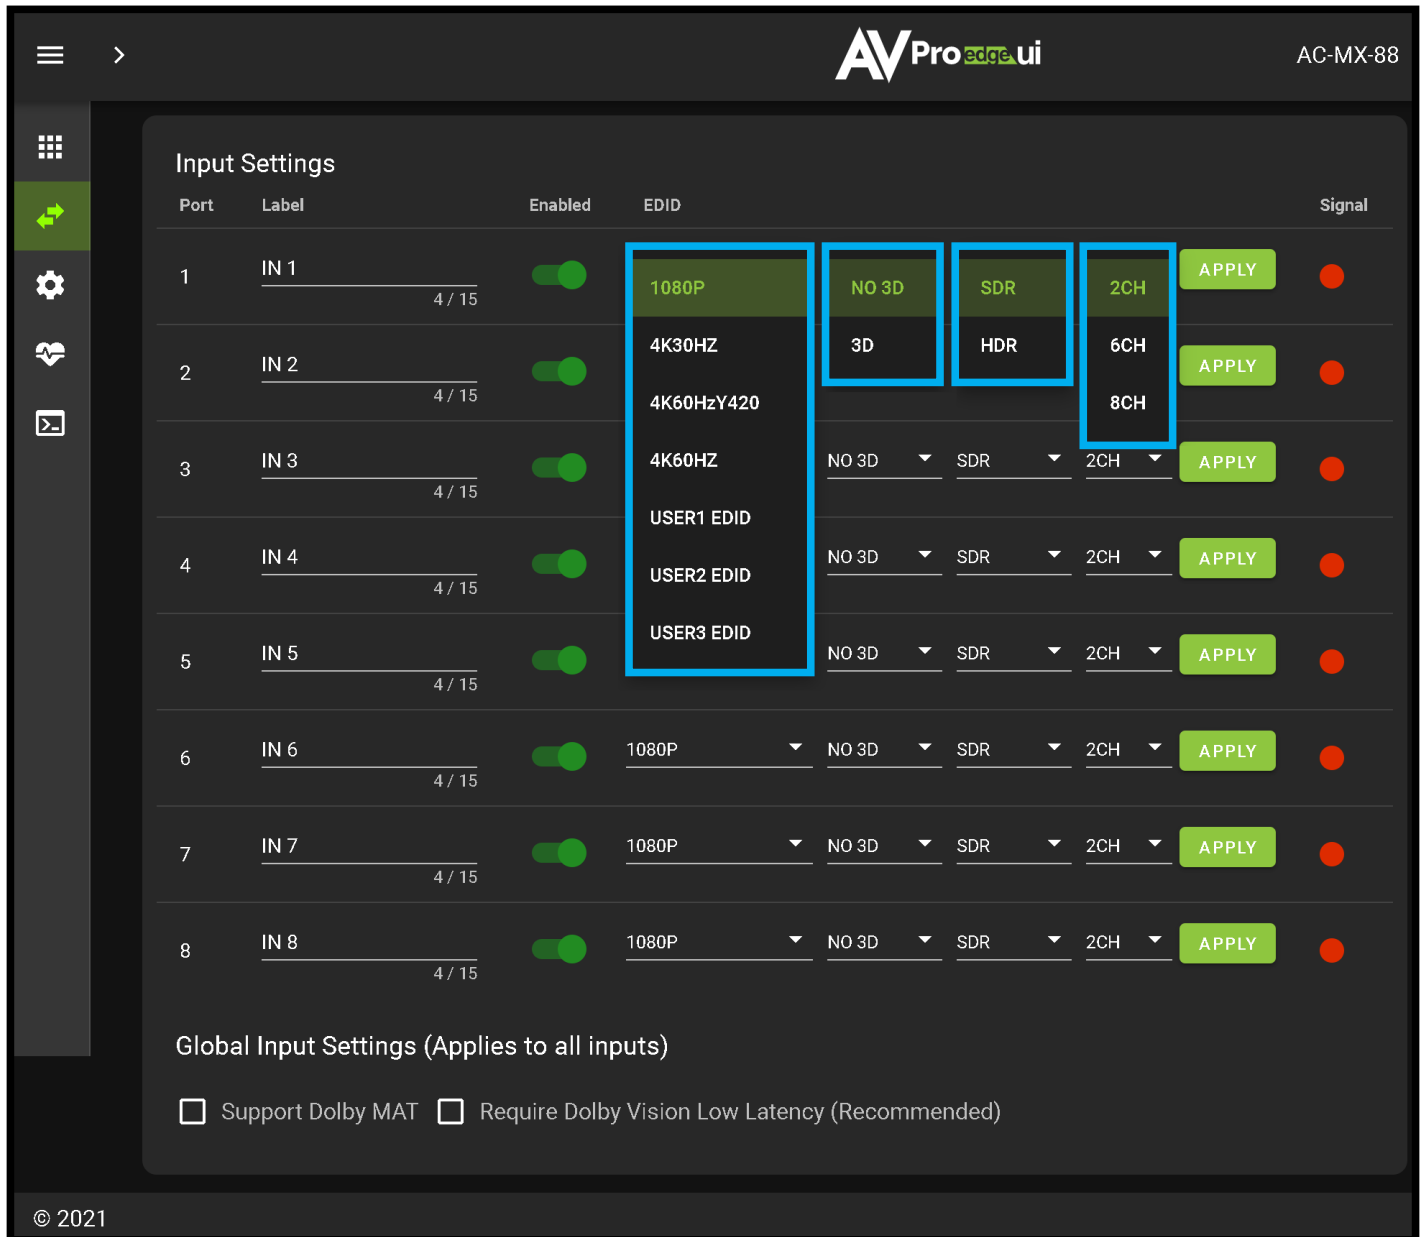 AVPro edge.ui
AC-MX-88
Input Settings
Port Label Enabled EDID Signal
1 IN 1 4 / 15 1080P NO 3D SDR 2CH APPLY
4K30HZ 3D HDR 6CH
2 IN 2 4 / 15 APPLY
4K60HzY420 8CH
3 IN 3 4 / 15 4K60HZ NO 3D SDR 2CH APPLY
USER1 EDID
4 IN 4 4 / 15 NO 3D SDR 2CH APPLY
USER2 EDID
USER3 EDID
5 IN 5 4 / 15 NO 3D SDR 2CH APPLY
6 IN 6 4 / 15 1080P NO 3D SDR 2CH APPLY
7 IN 7 4 / 15 1080P NO 3D SDR 2CH APPLY
8 IN 8 4 / 15 1080P NO 3D SDR 2CH APPLY
Global Input Settings (Applies to all inputs)
Support Dolby MAT Require Dolby Vision Low Latency (Recommended)
© 2021